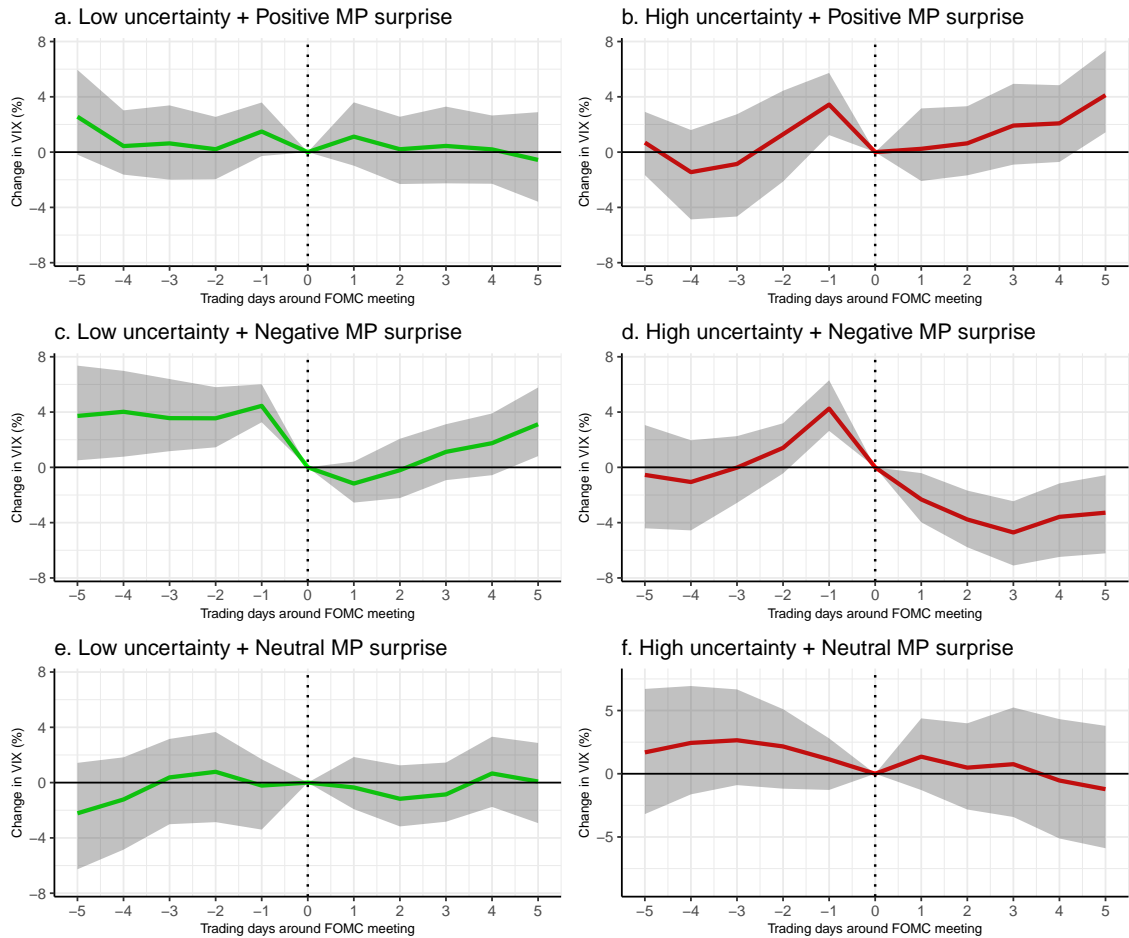 a. Low uncertainty + Positive MP surprise
Change in VIX (%)
8
4
0
−4
−8
−5 −4 −3 −2 −1 0 1 2 3 4 5
Trading days around FOMC meeting
b. High uncertainty + Positive MP surprise
Change in VIX (%)
8
4
0
−4
−8
−5 −4 −3 −2 −1 0 1 2 3 4 5
Trading days around FOMC meeting
c. Low uncertainty + Negative MP surprise
Change in VIX (%)
8
4
0
−4
−8
−5 −4 −3 −2 −1 0 1 2 3 4 5
Trading days around FOMC meeting
d. High uncertainty + Negative MP surprise
Change in VIX (%)
8
4
0
−4
−8
−5 −4 −3 −2 −1 0 1 2 3 4 5
Trading days around FOMC meeting
e. Low uncertainty + Neutral MP surprise
Change in VIX (%)
8
4
0
−4
−8
−5 −4 −3 −2 −1 0 1 2 3 4 5
Trading days around FOMC meeting
f. High uncertainty + Neutral MP surprise
Change in VIX (%)
5
0
−5
−5 −4 −3 −2 −1 0 1 2 3 4 5
Trading days around FOMC meeting